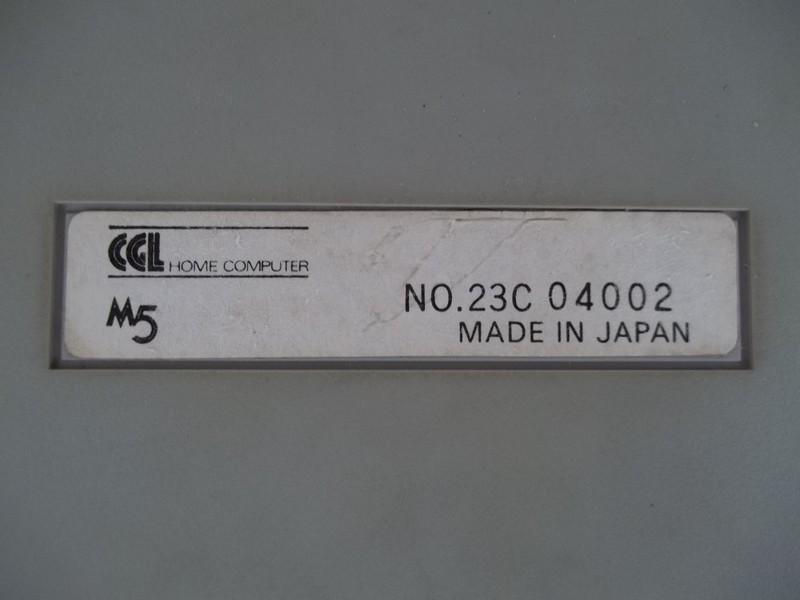 CGL HOME COMPUTER
M5
NO.23C 04002
MADE IN JAPAN